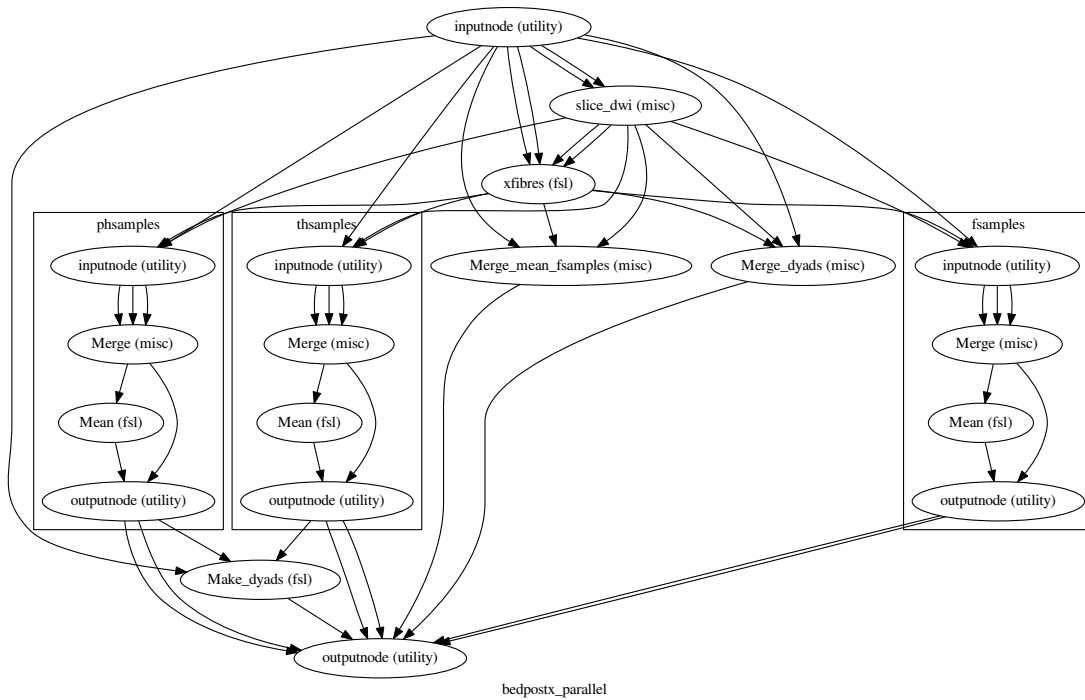 inputnode (utility)
slice_dwi (misc)
xfibres (fsl)
phsamples
thsamples
fsamples
inputnode (utility)
inputnode (utility)
Merge_mean_fsamples (misc)
Merge_dyads (misc)
inputnode (utility)
Merge (misc)
Merge (misc)
Merge (misc)
Mean (fsl)
Mean (fsl)
Mean (fsl)
outputnode (utility)
outputnode (utility)
outputnode (utility)
Make_dyads (fsl)
outputnode (utility)
bedpostx_parallel